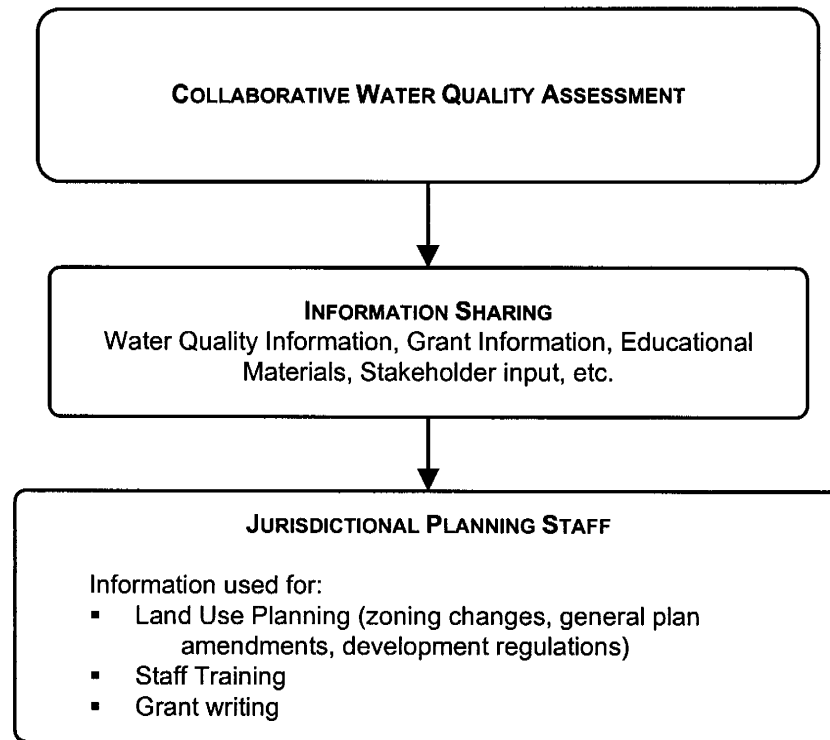 COLLABORATIVE WATER QUALITY ASSESSMENT
INFORMATION SHARING
Water Quality Information, Grant Information, Educational
Materials, Stakeholder input, etc.
JURISDICTIONAL PLANNING STAFF
Information used for:
▪ Land Use Planning (zoning changes, general plan
amendments, development regulations)
▪ Staff Training
▪ Grant writing